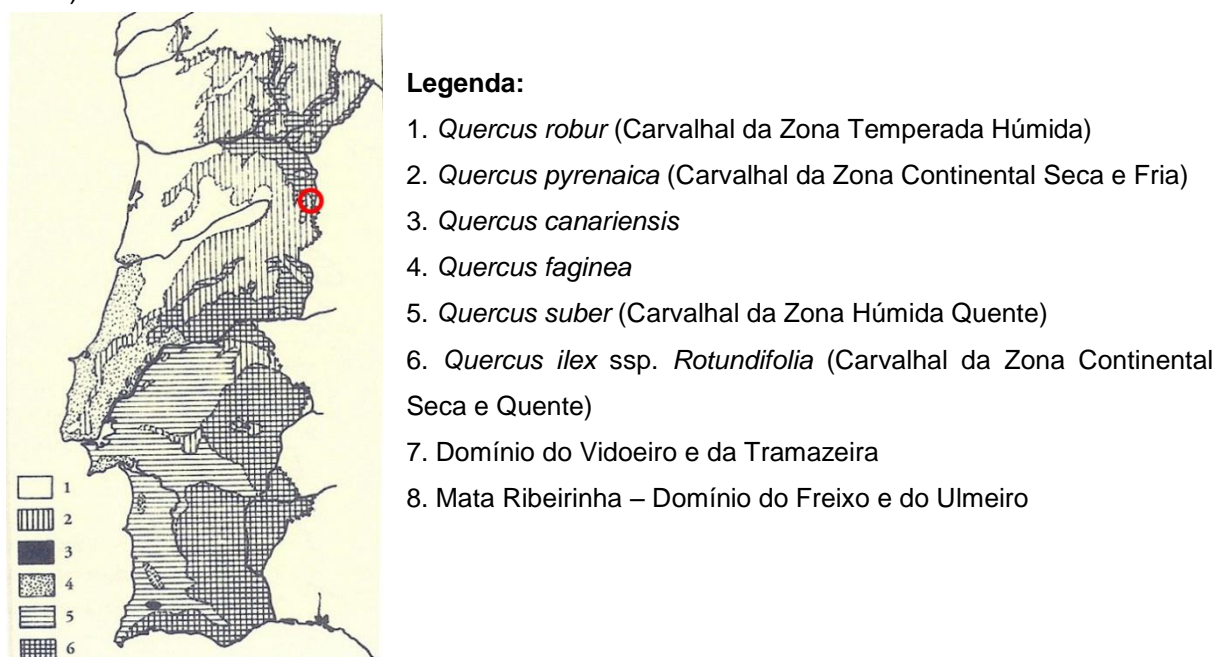 Legenda:
1. Quercus robur (Carvalhal da Zona Temperada Húmida)
2. Quercus pyrenaica (Carvalhal da Zona Continental Seca e Fria)
3. Quercus canariensis
4. Quercus faginea
5. Quercus suber (Carvalhal da Zona Húmida Quente)
6. Quercus ilex ssp. Rotundifolia (Carvalhal da Zona Continental
Seca e Quente)
7. Domínio do Vidoeiro e da Tramazeira
8. Mata Ribeirinha – Domínio do Freixo e do Ulmeiro
1
2
3
4
5
6